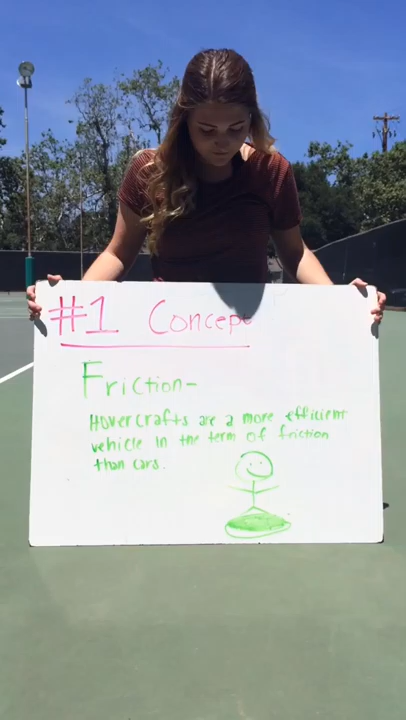 #1 Concept
Friction-
Hovercrafts are a more efficient
vehicle in the term of friction
than cars.